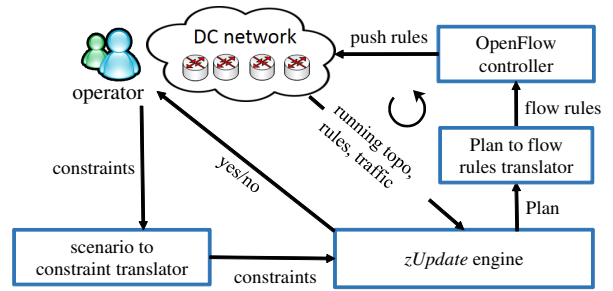 DC network
push rules
OpenFlow
controller
operator
running topo,
rules, traffic
flow rules
constraints
yes/no
Plan to flow
rules translator
Plan
scenario to
constraint translator
constraints
zUpdate engine